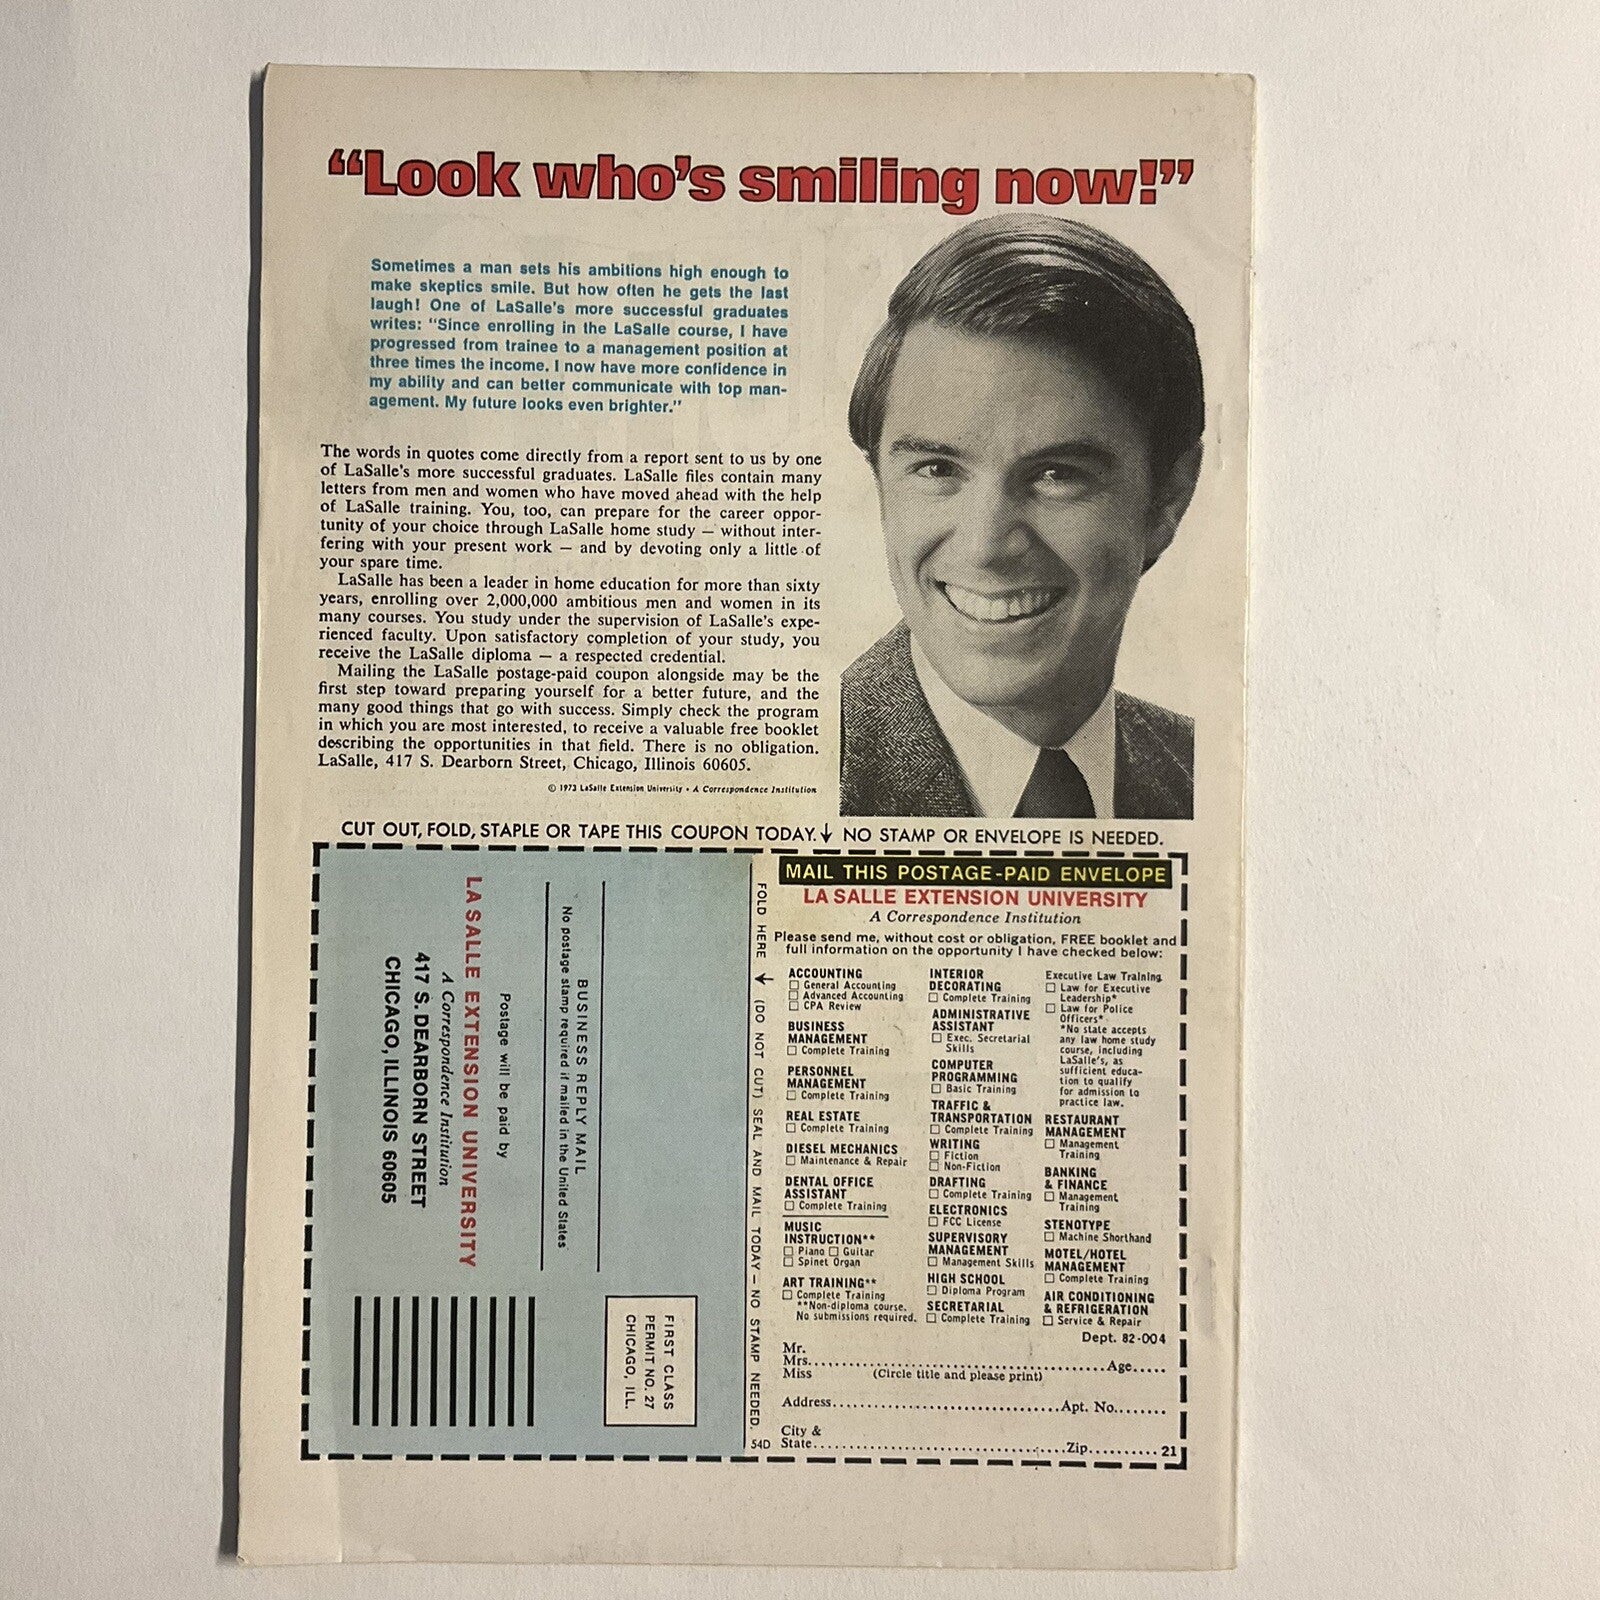 “Look who’s smiling now!”
Sometimes a man sets his ambitions high enough to
make skeptics smile. But how often he gets the last
laugh! One of LaSalle's more successful graduates
writes: "Since enrolling in the LaSalle course, I have
progressed from trainee to a management position at
three times the income. I now have more confidence in
my ability and can better communicate with top man-
agement. My future looks even brighter."
The words in quotes come directly from a report sent to us by one
of LaSalle's more successful graduates. LaSalle files contain many
letters from men and women who have moved ahead with the help
of LaSalle training. You, too, can prepare for the career oppor-
tunity of your choice through LaSalle home study — without inter-
fering with your present work — and by devoting only a little of
your spare time.
LaSalle has been a leader in home education for more than sixty
years, enrolling over 2,000,000 ambitious men and women in its
many courses. You study under the supervision of LaSalle's expe-
rienced faculty. Upon satisfactory completion of your study, you
receive the LaSalle diploma — a respected credential.
Mailing the LaSalle postage-paid coupon alongside may be the
first step toward preparing yourself for a better future, and the
many good things that go with success. Simply check the program
in which you are most interested, to receive a valuable free booklet
describing the opportunities in that field. There is no obligation.
LaSalle, 417 S. Dearborn Street, Chicago, Illinois 60605.
© 1973 LaSalle Extension University • A Correspondence Institution
CUT OUT, FOLD, STAPLE OR TAPE THIS COUPON TODAY.↓ NO STAMP OR ENVELOPE IS NEEDED.
BUSINESS REPLY MAIL
No postage stamp required if mailed in the United States
Postage will be paid by
LA SALLE EXTENSION UNIVERSITY
A Correspondence Institution
417 S. DEARBORN STREET
CHICAGO, ILLINOIS 60605
FIRST CLASS
PERMIT NO. 27
CHICAGO, ILL.
FOLD HERE ↓ (DO NOT CUT) SEAL AND MAIL TODAY — NO STAMP NEEDED.
54D
MAIL THIS POSTAGE-PAID ENVELOPE
LA SALLE EXTENSION UNIVERSITY
A Correspondence Institution
Please send me, without cost or obligation, FREE booklet and
full information on the opportunity I have checked below:
ACCOUNTING
☐ General Accounting
☐ Advanced Accounting
☐ CPA Review
BUSINESS
MANAGEMENT
☐ Complete Training
PERSONNEL
MANAGEMENT
☐ Complete Training
REAL ESTATE
☐ Complete Training
DIESEL MECHANICS
☐ Maintenance & Repair
DENTAL OFFICE
ASSISTANT
☐ Complete Training
MUSIC
INSTRUCTION**
☐ Piano ☐ Guitar
☐ Spinet Organ
ART TRAINING**
☐ Complete Training
**Non-diploma course.
No submissions required.
INTERIOR
DECORATING
☐ Complete Training
ADMINISTRATIVE
ASSISTANT
☐ Exec. Secretarial
Skills
COMPUTER
PROGRAMMING
☐ Basic Training
TRAFFIC &
TRANSPORTATION
☐ Complete Training
WRITING
☐ Fiction
☐ Non-Fiction
DRAFTING
☐ Complete Training
ELECTRONICS
☐ FCC License
SUPERVISORY
MANAGEMENT
☐ Management Skills
HIGH SCHOOL
☐ Diploma Program
SECRETARIAL
☐ Complete Training
Executive Law Training
☐ Law for Executive
Leadership*
☐ Law for Police
Officers*
*No state accepts
any law home study
course, including
LaSalle's, as
sufficient educa-
tion to qualify
for admission to
practice law.
RESTAURANT
MANAGEMENT
☐ Management
Training
BANKING
& FINANCE
☐ Management
Training
STENOTYPE
☐ Machine Shorthand
MOTEL/HOTEL
MANAGEMENT
☐ Complete Training
AIR CONDITIONING
& REFRIGERATION
☐ Service & Repair
Dept. 82-004
Mr.
Mrs..........Age.....
Miss (Circle title and please print)
Address..........Apt. No........
City &
State..........Zip.......... 21